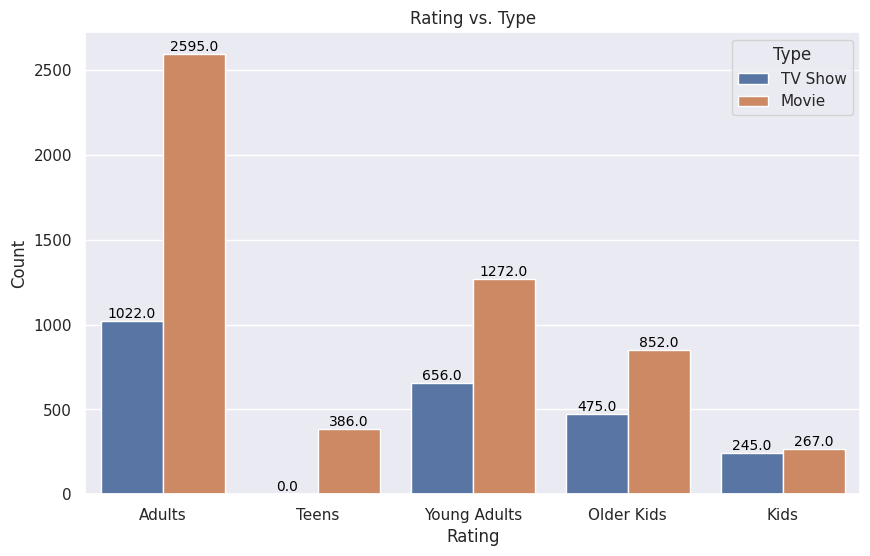 Rating vs. Type
Type
TV Show
Movie
Count
2500
2000
1500
1000
500
0
2595.0
1022.0
0.0
386.0
656.0
1272.0
475.0
852.0
245.0
267.0
Adults
Teens
Young Adults
Older Kids
Kids
Rating